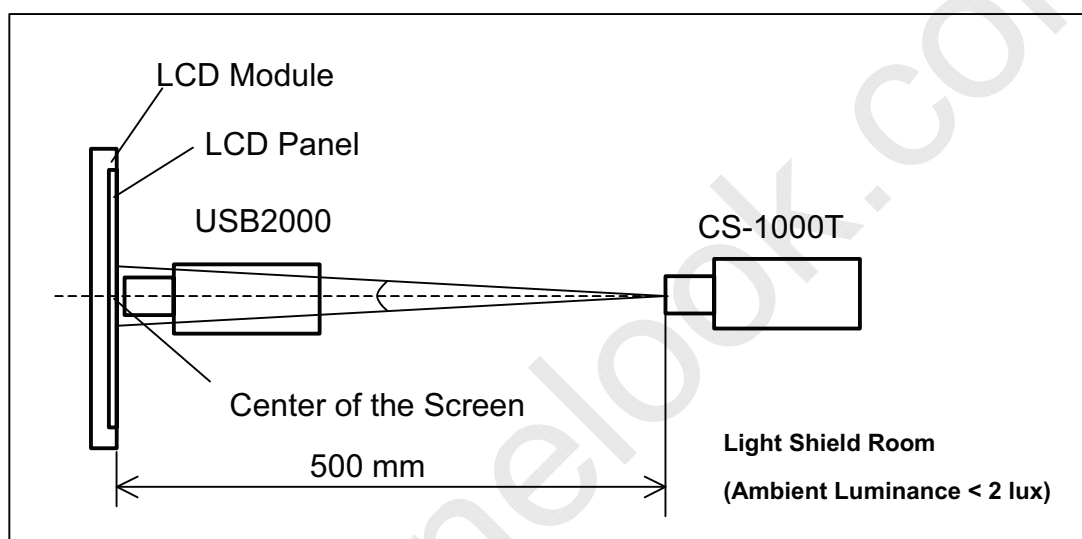 LCD Module
LCD Panel
USB2000
CS-1000T
Center of the Screen
500 mm
Light Shield Room
(Ambient Luminance < 2 lux)